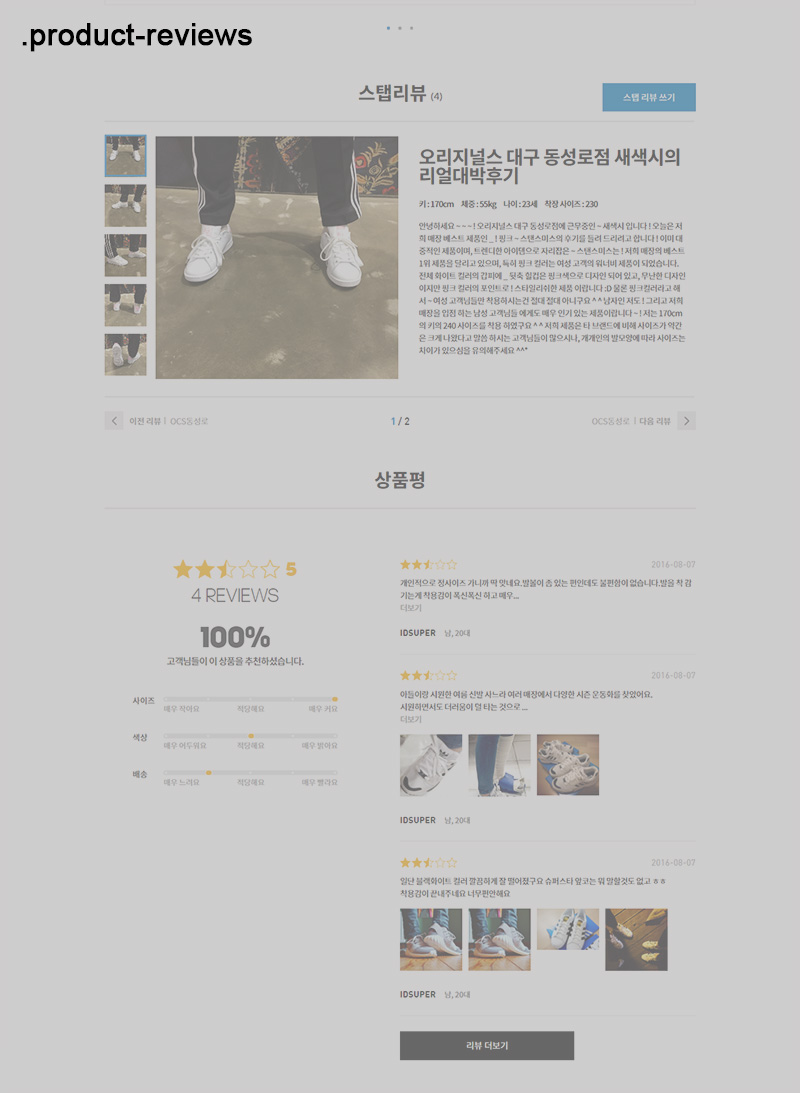 .product-reviews
스탭리뷰 (4)
스탭 리뷰 쓰기
오리지널스 대구 동성로점 새색시의
리얼대박후기
키 : 170cm 체중 : 55kg 나이 : 23세 착장 사이즈 : 230
안녕하세요 ~ ~ ~ ! 오리지널스 대구 동성로점에 근무중인 ~ 새색시 입니다 ! 오늘은 저
희 매장 베스트 제품인 _ ! 핑크 ~ 스탠스미스의 후기를 들려 드리려고 합니다 ! 이미 대
중적인 제품이며, 트렌디한 아이템으로 자리잡은 ~ 스탠스미스는 ! 저희 매장의 베스트
1위 제품을 달리고 있으며, 특히 핑크 컬러는 여성 고객의 워너비 제품이 되었습니다.
전체 화이트 컬러의 갑피에 _ 뒷축 힐컵은 핑크색으로 디자인 되어 있고, 무난한 디자인
이지만 핑크 컬러의 포인트로 ! 스타일리쉬한 제품 이랍니다 :D 물론 핑크컬러라고 해
서 ~ 여성 고객님들만 착용하시는건 절대 절대 아니구요 ^ ^ 남자인 저도 ! 그리고 저희
매장을 입점 하는 남성 고객님들 에게도 매우 인기 있는 제품이랍니다 ~ ! 저는 170cm
의 키의 240 사이즈를 착용 하였구요 ^ ^ 저희 제품은 타 브랜드에 비해 사이즈가 약간
은 크게 나왔다고 말씀 하시는 고객님들이 많으시나, 개개인의 발모양에 따라 사이즈는
차이가 있으심을 유의해주세요 ^^*
이전 리뷰 | OCS동성로
1 / 2
OCS동성로 | 다음 리뷰
상품평
5
4 REVIEWS
100%
고객님들이 이 상품을 추천하셨습니다.
사이즈
매우 작아요 적당해요 매우 커요
색상
매우 어두워요 적당해요 매우 밝아요
배송
매우 느려요 적당해요 매우 빨라요
2016-08-07
개인적으로 정사이즈 가니까 딱 맞네요.발볼이 좀 있는 편인데도 불편함이 없습니다.발을 착 감
기는게 착용감이 폭신폭신 하고 매우...
더보기
IDSUPER 남, 20대
2016-08-07
아들이랑 시원한 여름 신발 사느라 여러 매장에서 다양한 시즌 운동화를 찾았어요.
시원하면서도 더러움이 덜 타는 것으로 ...
더보기
IDSUPER 남, 20대
2016-08-07
일단 블랙화이트 컬러 깔끔하게 잘 떨어졌구요 슈퍼스타 앞코는 뭐 말할것도 없고 ㅎㅎ
착용감이 끝내주네요 너무편안해요
IDSUPER 남, 20대
리뷰 더보기